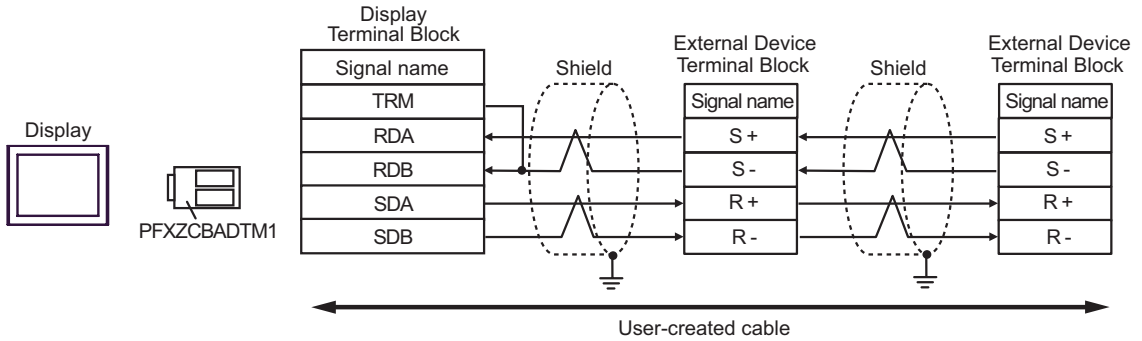 Display
Terminal Block
Signal name
TRM
RDA
RDB
SDA
SDB
Shield
External Device
Terminal Block
Signal name
S +
S -
R +
R -
Shield
External Device
Terminal Block
Signal name
S +
S -
R +
R -
Display
PFXZCBADTM1
User-created cable